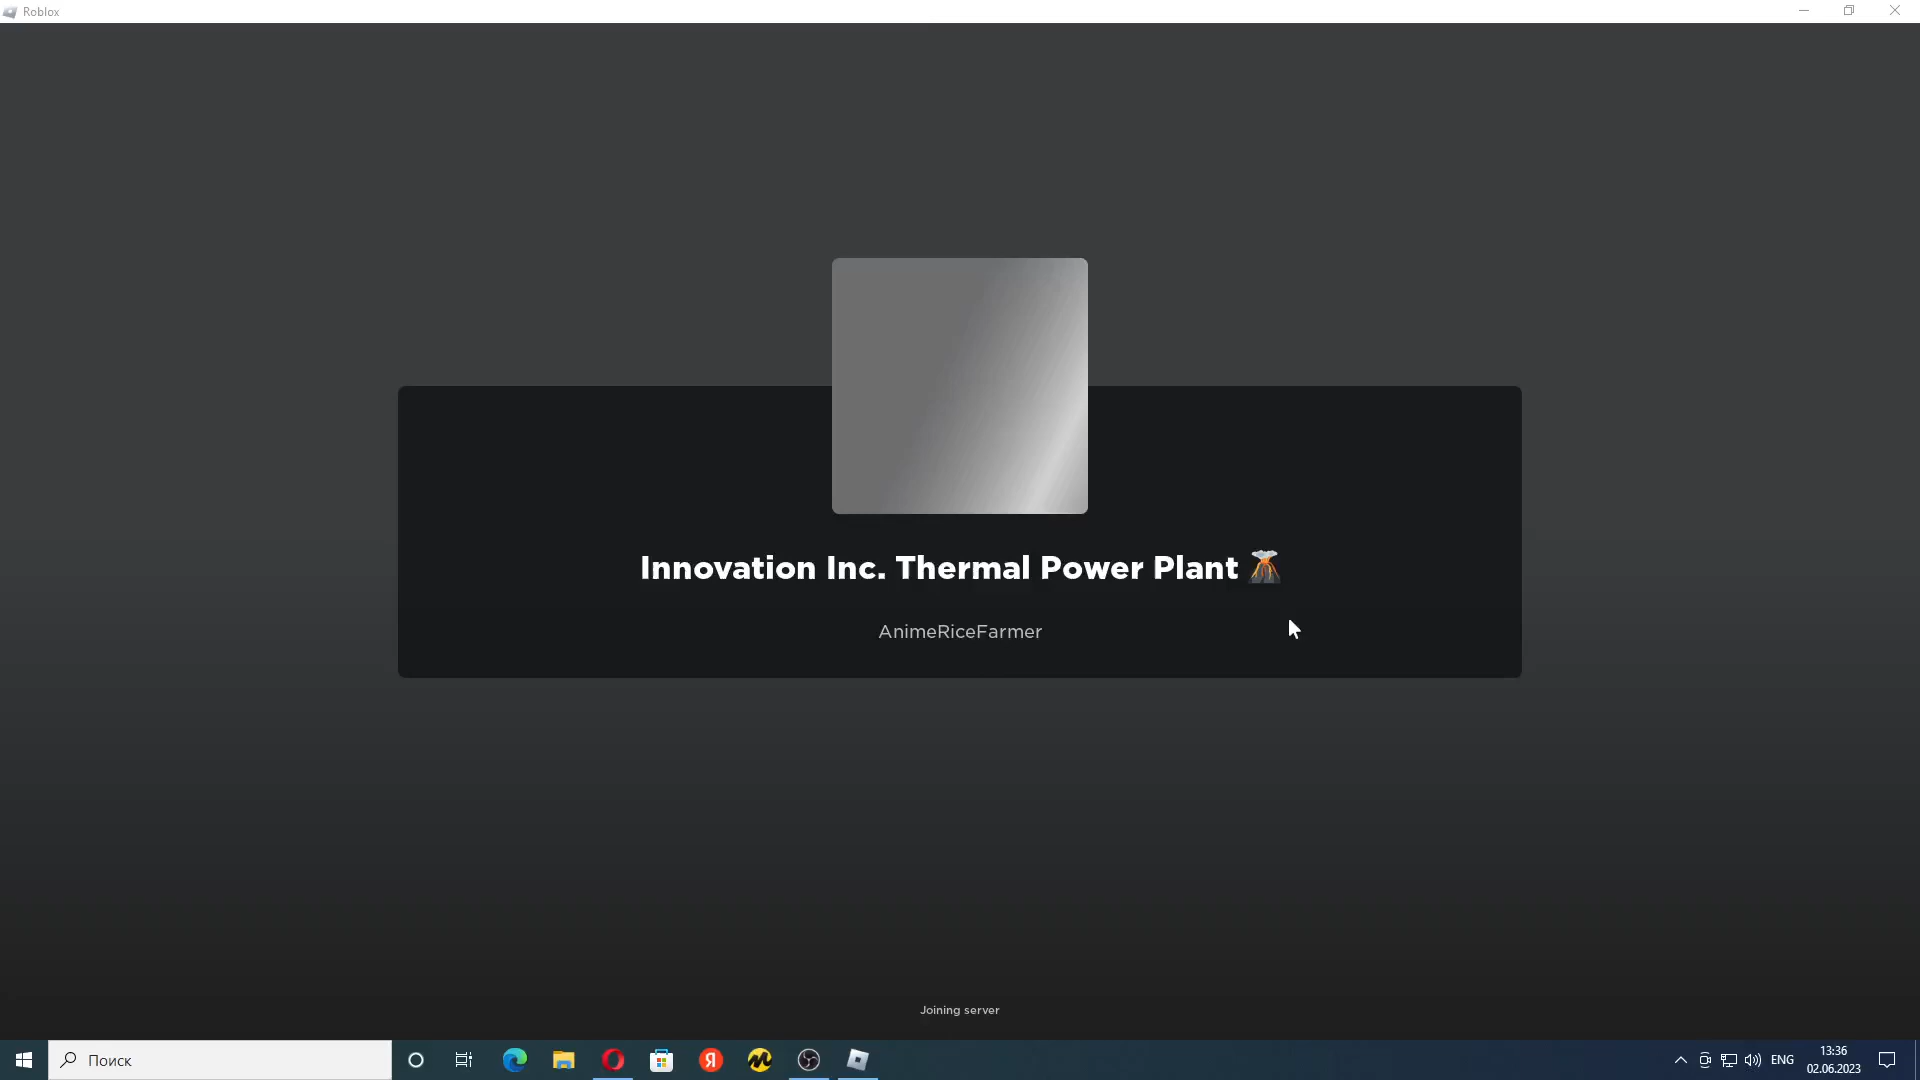 Roblox
Innovation Inc. Thermal Power Plant 🌋
AnimeRiceFarmer
Joining server
Поиск
Я
ENG
13:36
02.06.2023